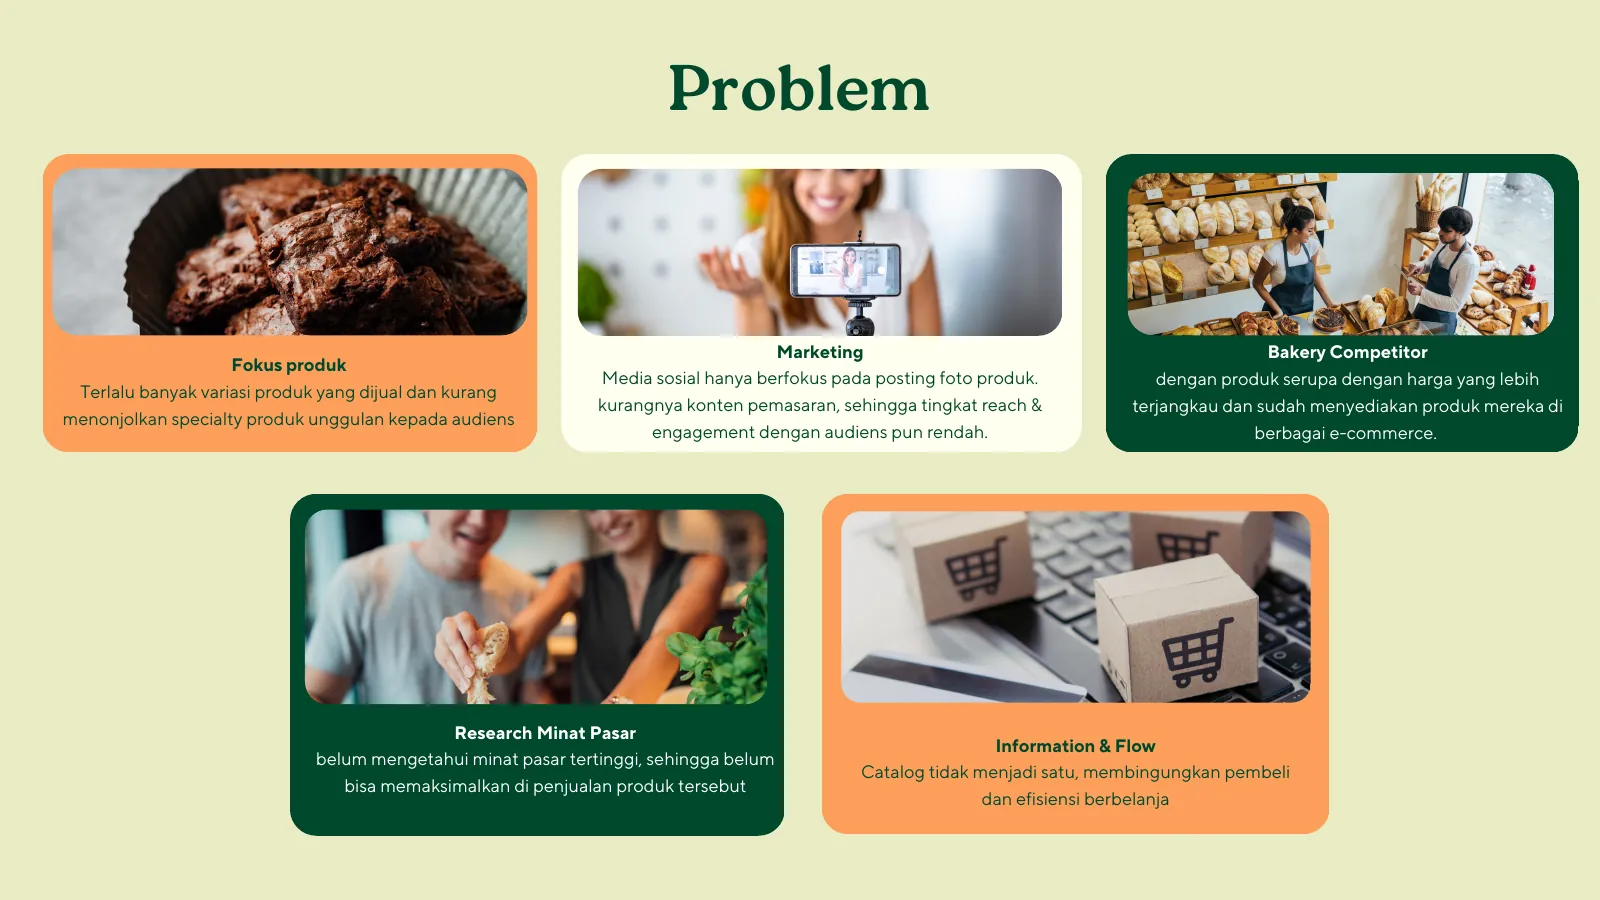 Problem
Fokus produk
Terlalu banyak variasi produk yang dijual dan kurang
menonjolkan specialty produk unggulan kepada audiens
Marketing
Media sosial hanya berfokus pada posting foto produk.
kurangnya konten pemasaran, sehingga tingkat reach &
engagement dengan audiens pun rendah.
Bakery Competitor
dengan produk serupa dengan harga yang lebih
terjangkau dan sudah menyediakan produk mereka di
berbagai e-commerce.
Research Minat Pasar
belum mengetahui minat pasar tertinggi, sehingga belum
bisa memaksimalkan di penjualan produk tersebut
Information & Flow
Catalog tidak menjadi satu, membingungkan pembeli
dan efisiensi berbelanja